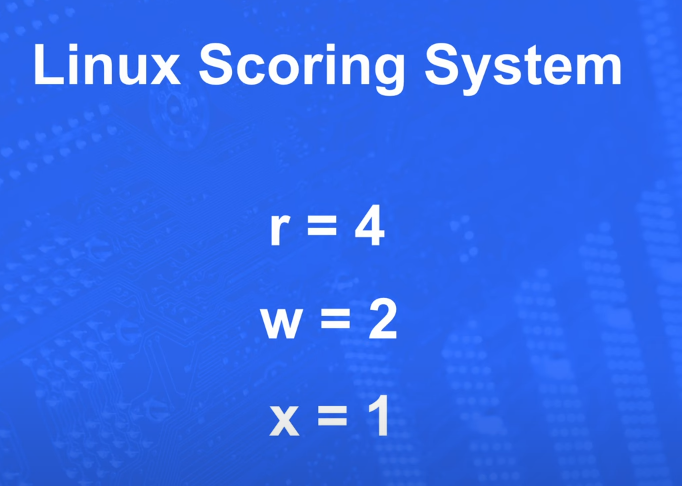 Linux Scoring System
r = 4
w = 2
x = 1